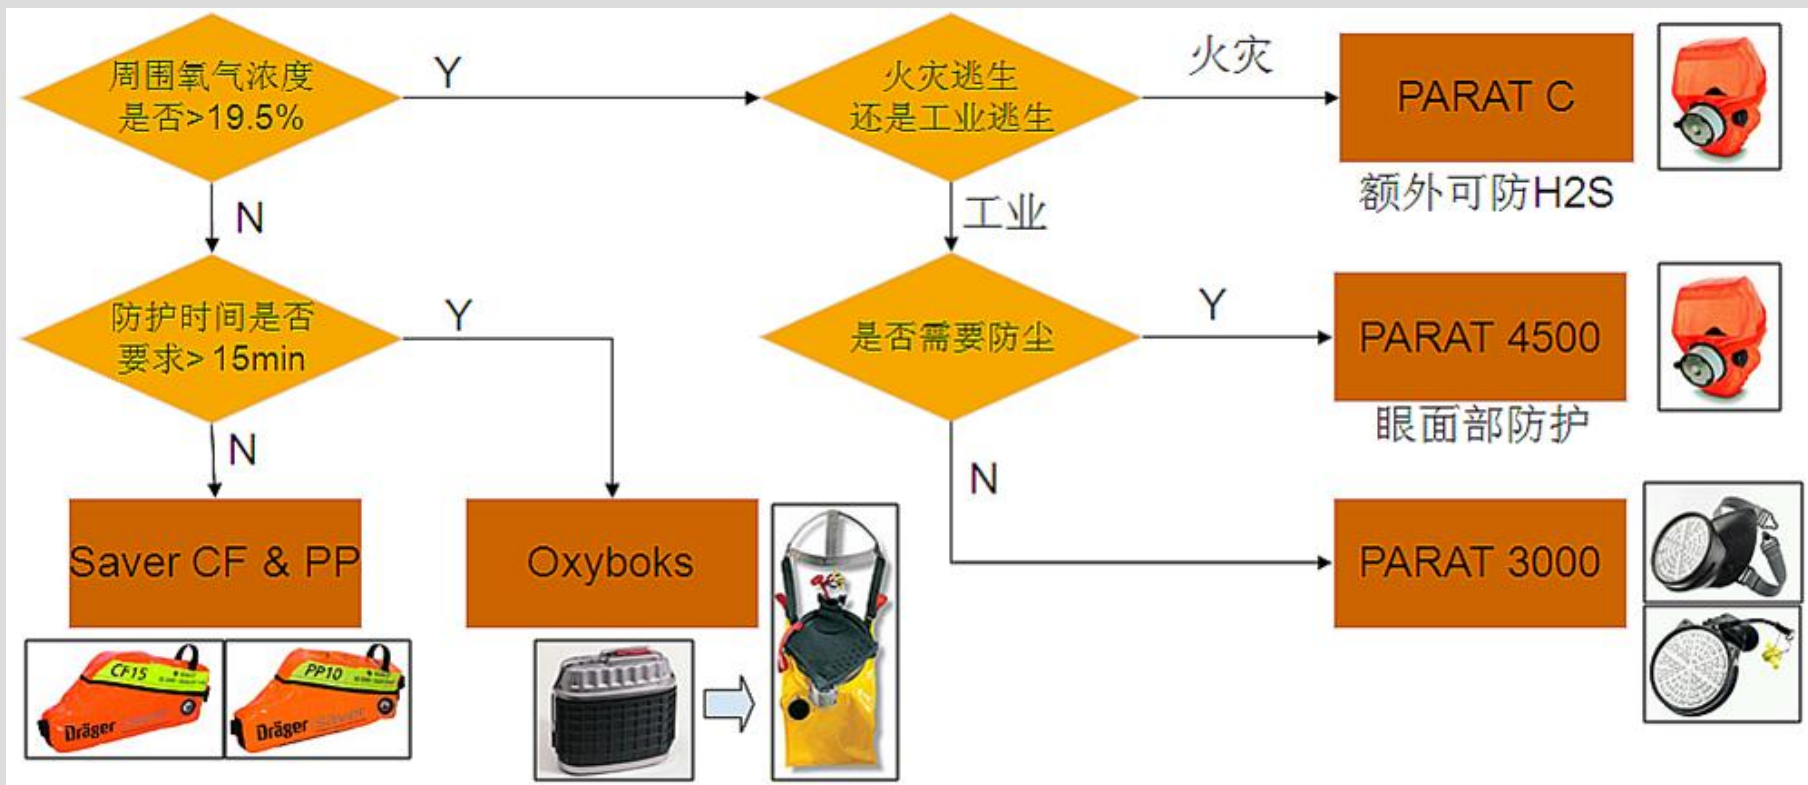 周围氧气浓度
是否>19.5%
Y
火灾逃生
还是工业逃生
火灾
PARAT C
额外可防H2S
N
工业
防护时间是否
要求> 15min
Y
是否需要防尘
Y
PARAT 4500
眼面部防护
N
N
Saver CF & PP
Oxyboks
PARAT 3000
CF15
Dräger
PP10
Dräger saver